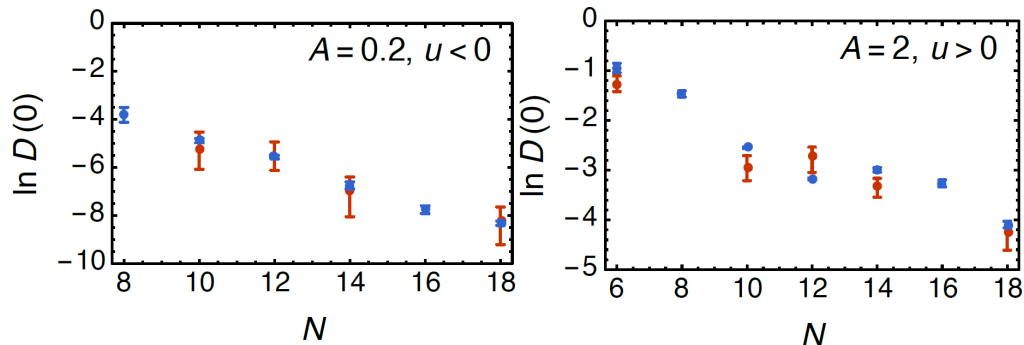 A = 0.2, u < 0
ln D (0)
0
−2
−4
−6
−8
−10
8 10 12 14 16 18
N
A = 2, u > 0
ln D (0)
0
−1
−2
−3
−4
−5
6 8 10 12 14 16 18
N